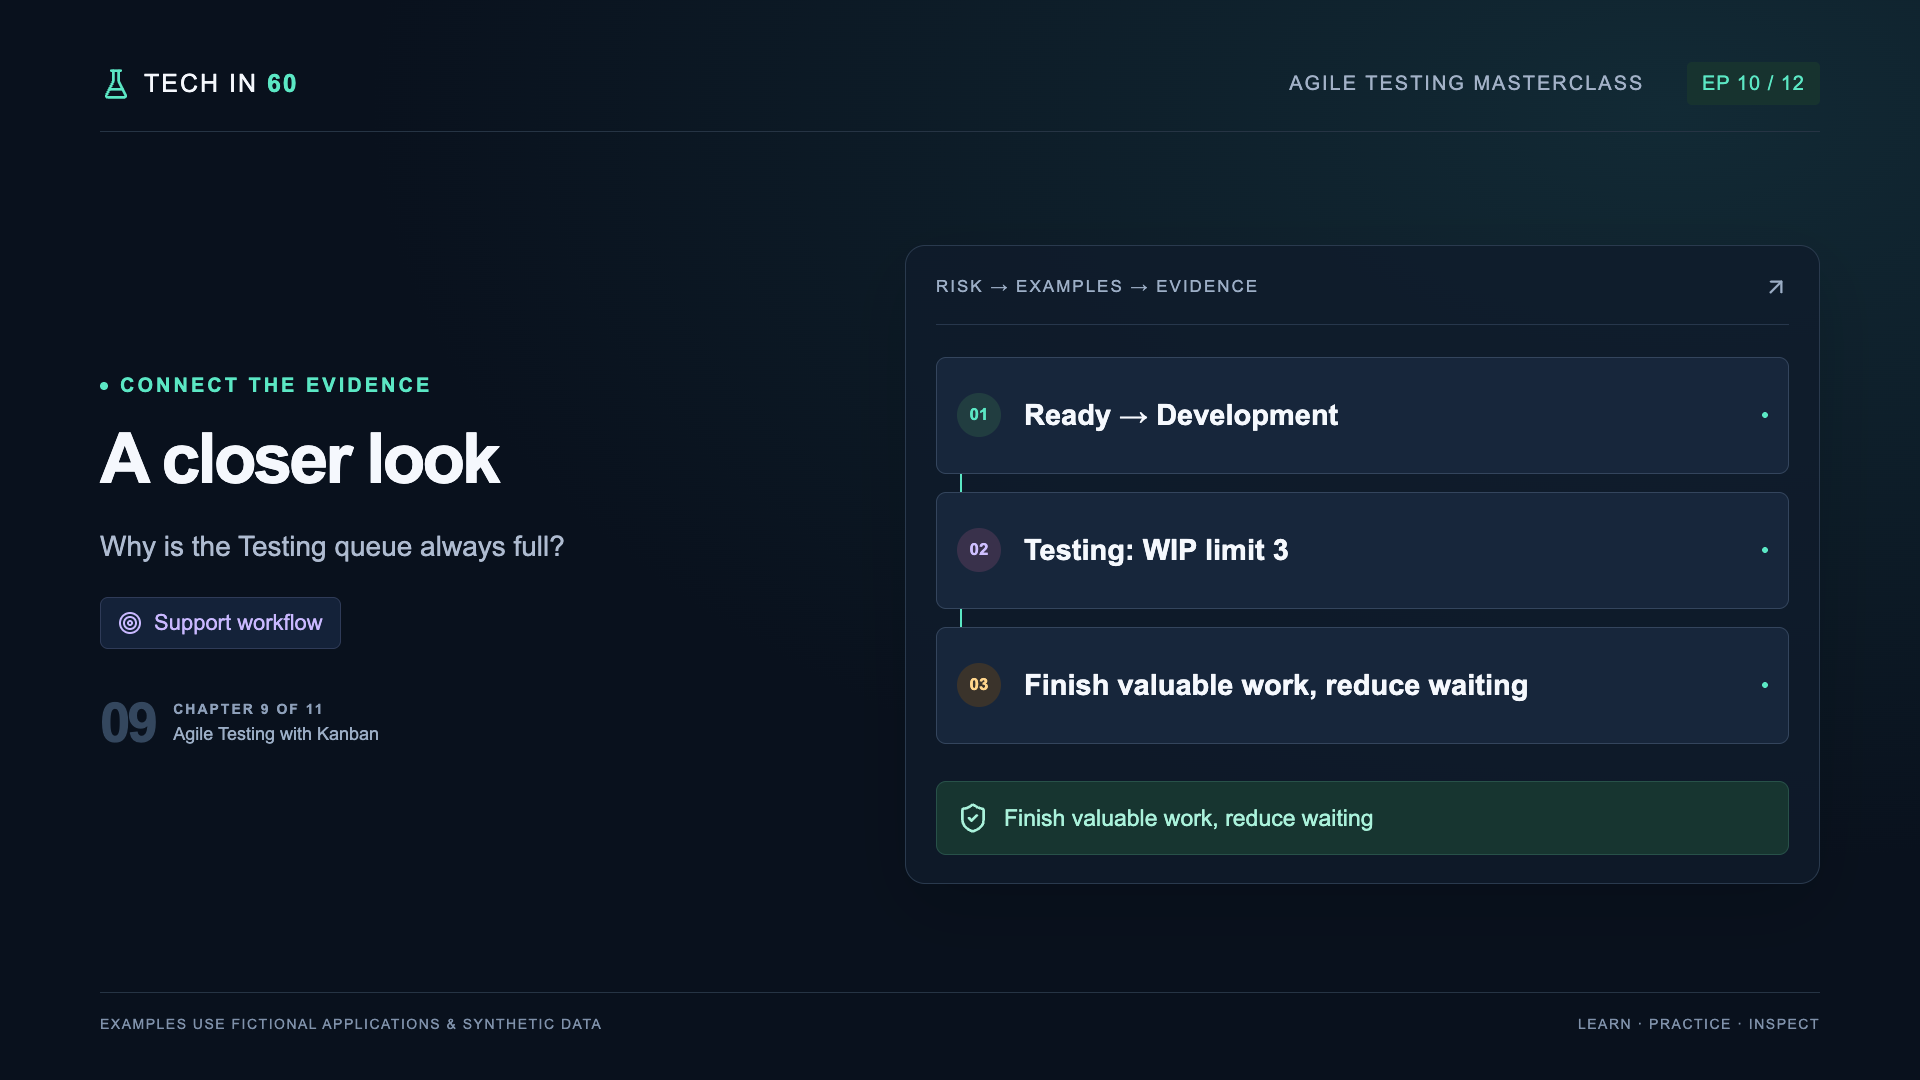 TECH IN 60
AGILE TESTING MASTERCLASS
EP 10 / 12
• CONNECT THE EVIDENCE
A closer look
Why is the Testing queue always full?
Support workflow
09
CHAPTER 9 OF 11
Agile Testing with Kanban
RISK → EXAMPLES → EVIDENCE
01 Ready → Development
02 Testing: WIP limit 3
03 Finish valuable work, reduce waiting
Finish valuable work, reduce waiting
EXAMPLES USE FICTIONAL APPLICATIONS & SYNTHETIC DATA
LEARN · PRACTICE · INSPECT